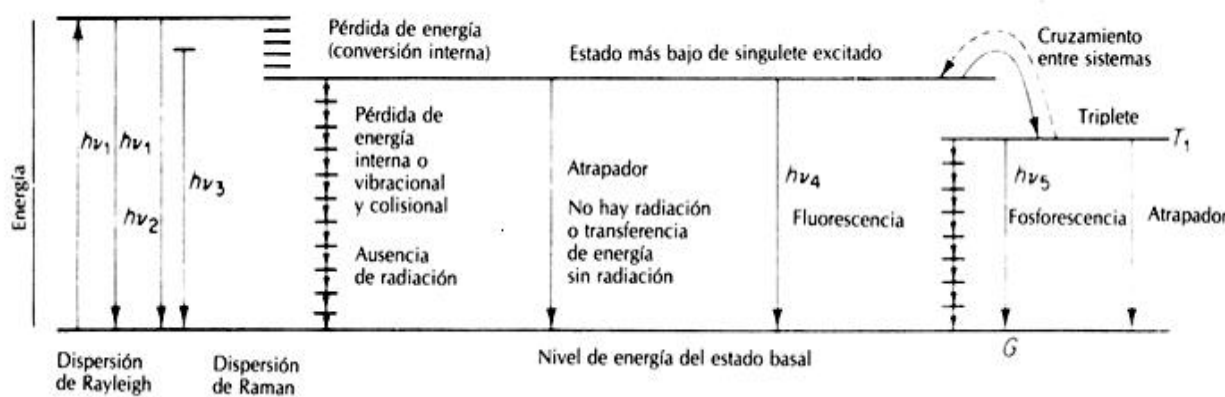 Energía
hν1
hν1
hν2
hν3
Dispersión
de Rayleigh
Dispersión
de Raman
Pérdida de energía
(conversión interna)
Pérdida de
energía
interna o
vibracional
y colisional
Ausencia
de radiación
Estado más bajo de singulete excitado
Atrapador
No hay radiación
o transferencia
de energía
sin radiación
hν4
Fluorescencia
Nivel de energía del estado basal
Cruzamiento
entre sistemas
Triplete
T1
hν5
Fosforescencia
Atrapador
G